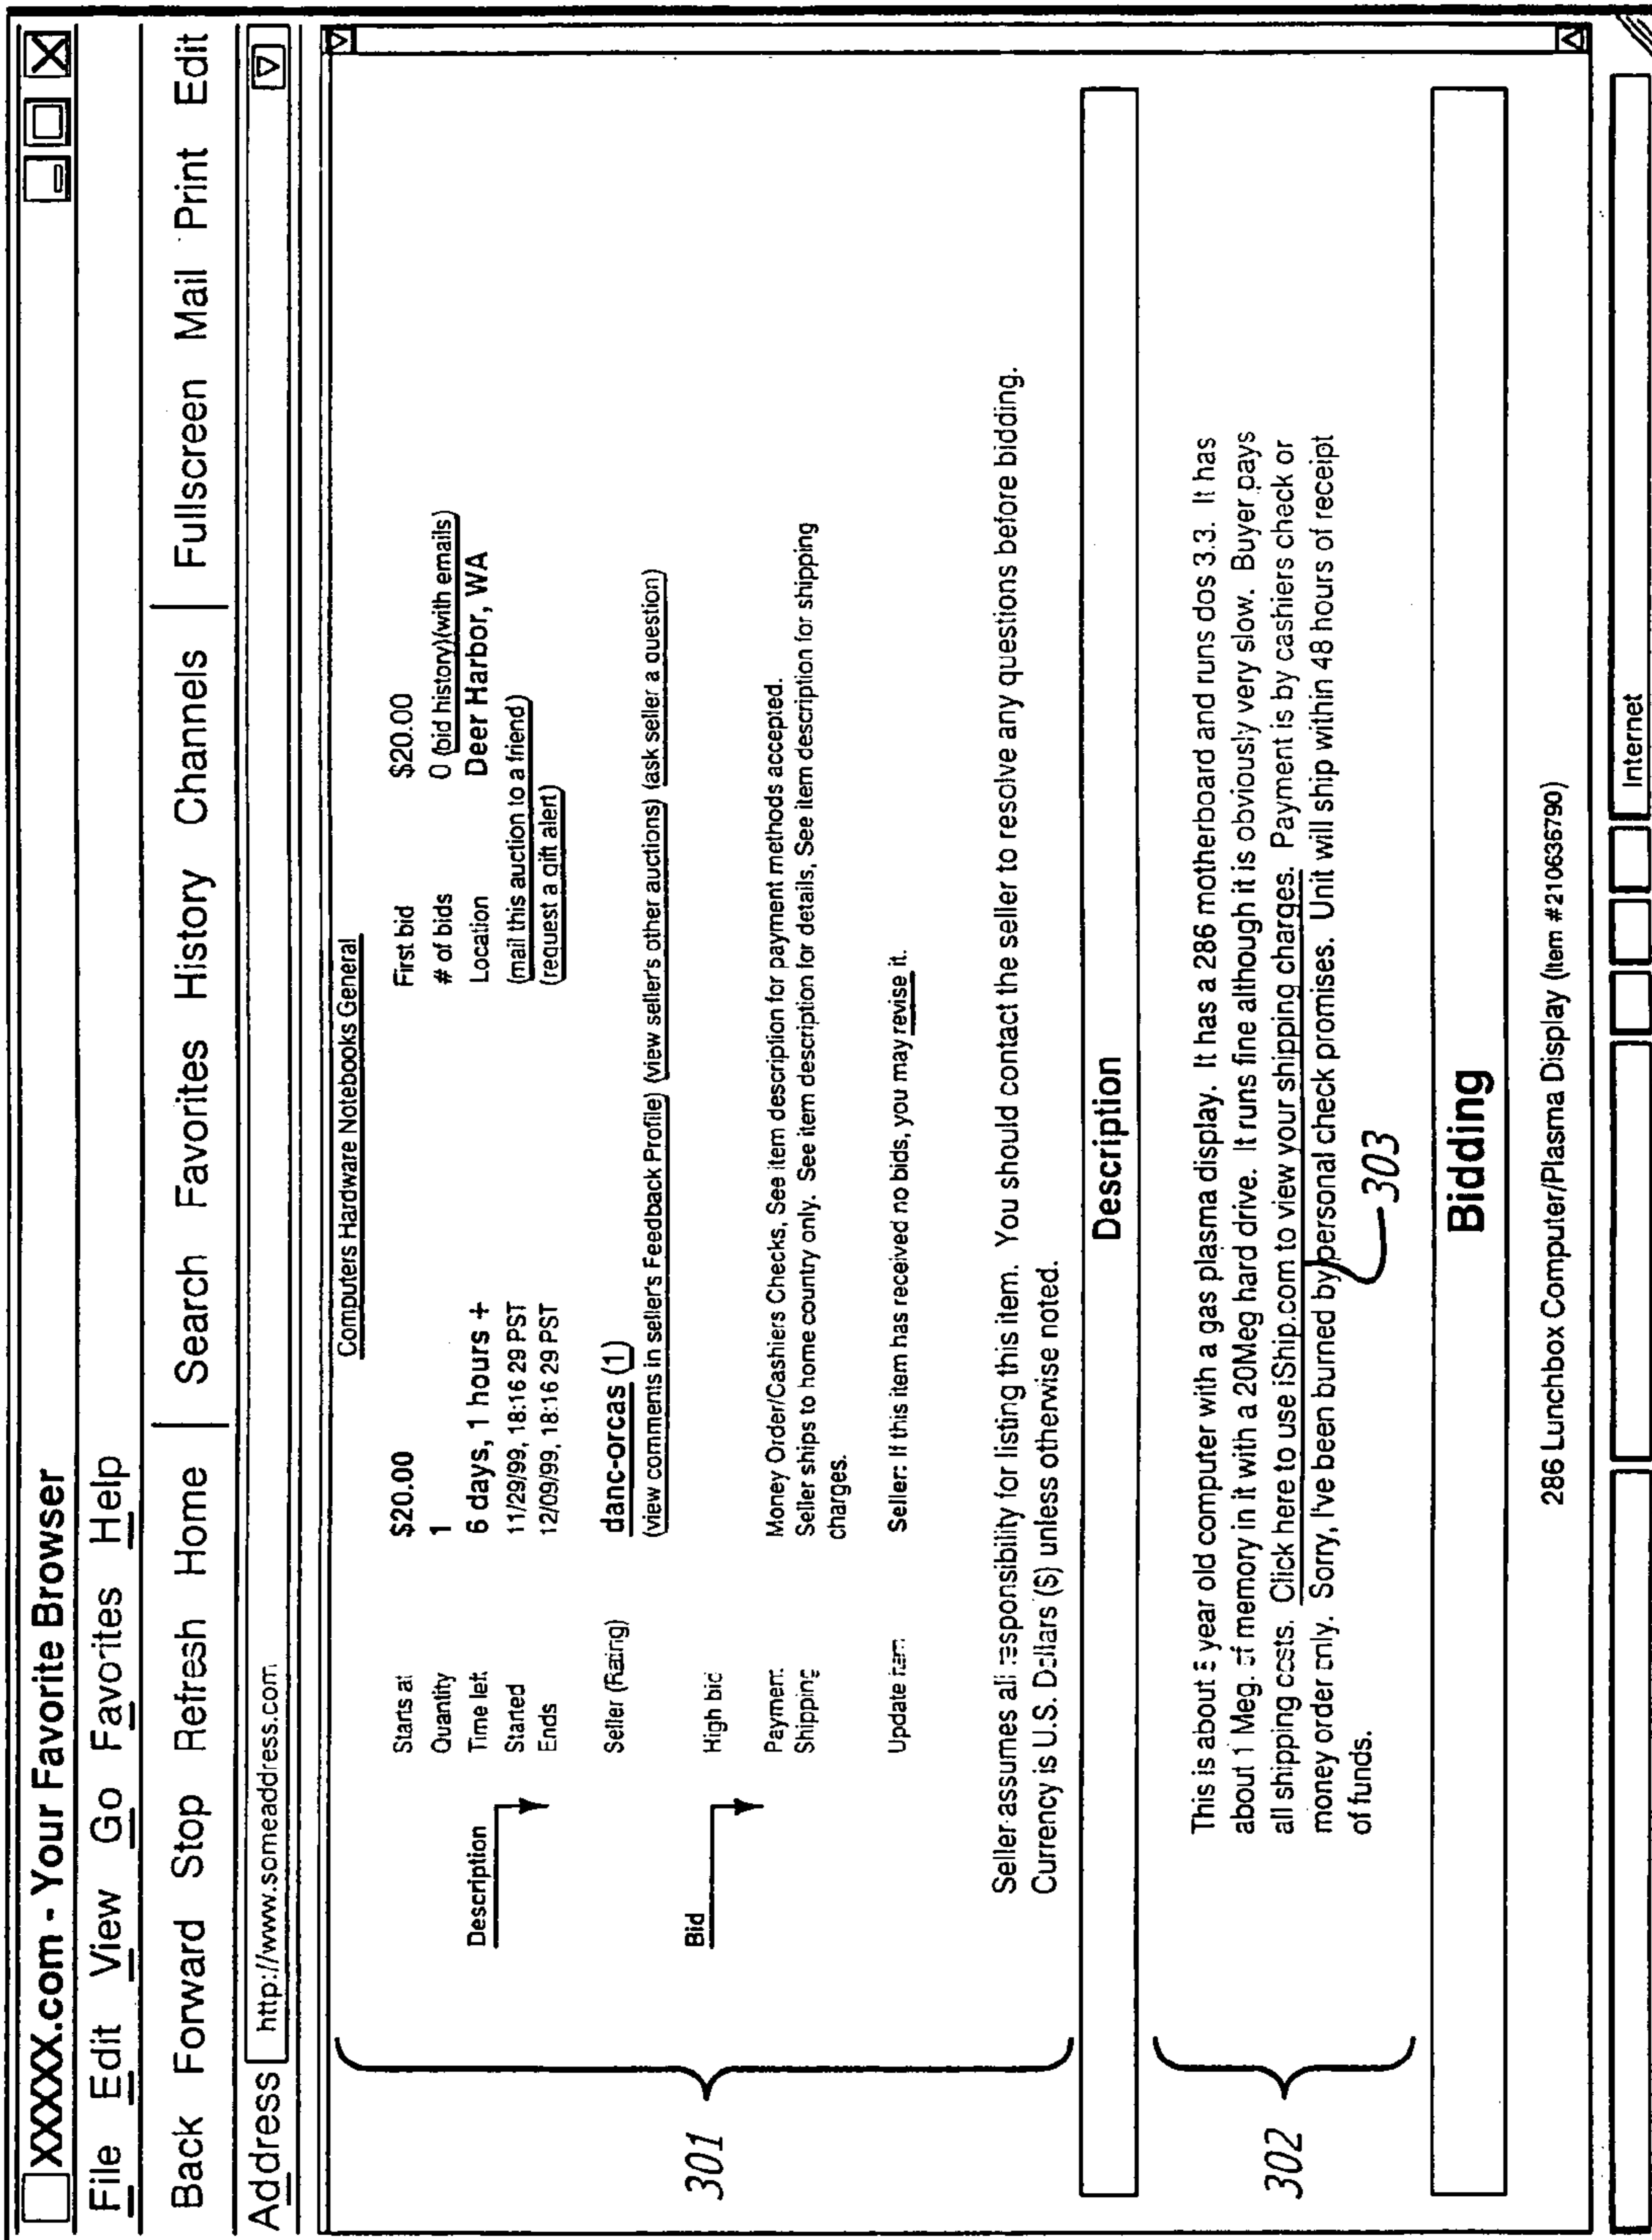 XXXXX.com - Your Favorite Browser
File Edit View Go Favorites Help
Back Forward Stop Refresh Home Search Favorites History Channels Fullscreen Mail Print Edit
Address http://www.someaddress.com
Computers Hardware Notebooks General
Starts at $20.00 First bid $20.00
Quantity 1 # of bids 0 (bid history)(with emails)
Description Time left 6 days, 1 hours + Location Deer Harbor, WA
Started 11/29/99, 18:16 29 PST (mail this auction to a friend)
Ends 12/09/99, 18:16 29 PST (request a gift alert)
Seller (Rating) danc-orcas (1)
(view comments in seller's Feedback Profile) (view seller's other auctions) (ask seller a question)
Bid High bid
Payment Money Order/Cashiers Checks, See item description for payment methods accepted.
Shipping Seller ships to home country only. See item description for details, See item description for shipping
charges.
Update item Seller: If this item has received no bids, you may revise it.
301
Seller assumes all responsibility for listing this item. You should contact the seller to resolve any questions before bidding.
Currency is U.S. Dollars ($) unless otherwise noted.
Description
This is about 5 year old computer with a gas plasma display. It has a 286 motherboard and runs dos 3.3. It has
about 1 Meg. of memory in it with a 20Meg hard drive. It runs fine although it is obviously very slow. Buyer pays
all shipping costs. Click here to use iShip.com to view your shipping charges. Payment is by cashiers check or
money order only. Sorry, I've been burned by personal check promises. Unit will ship within 48 hours of receipt
of funds.
302
303
Bidding
286 Lunchbox Computer/Plasma Display (Item #210636790)
Internet